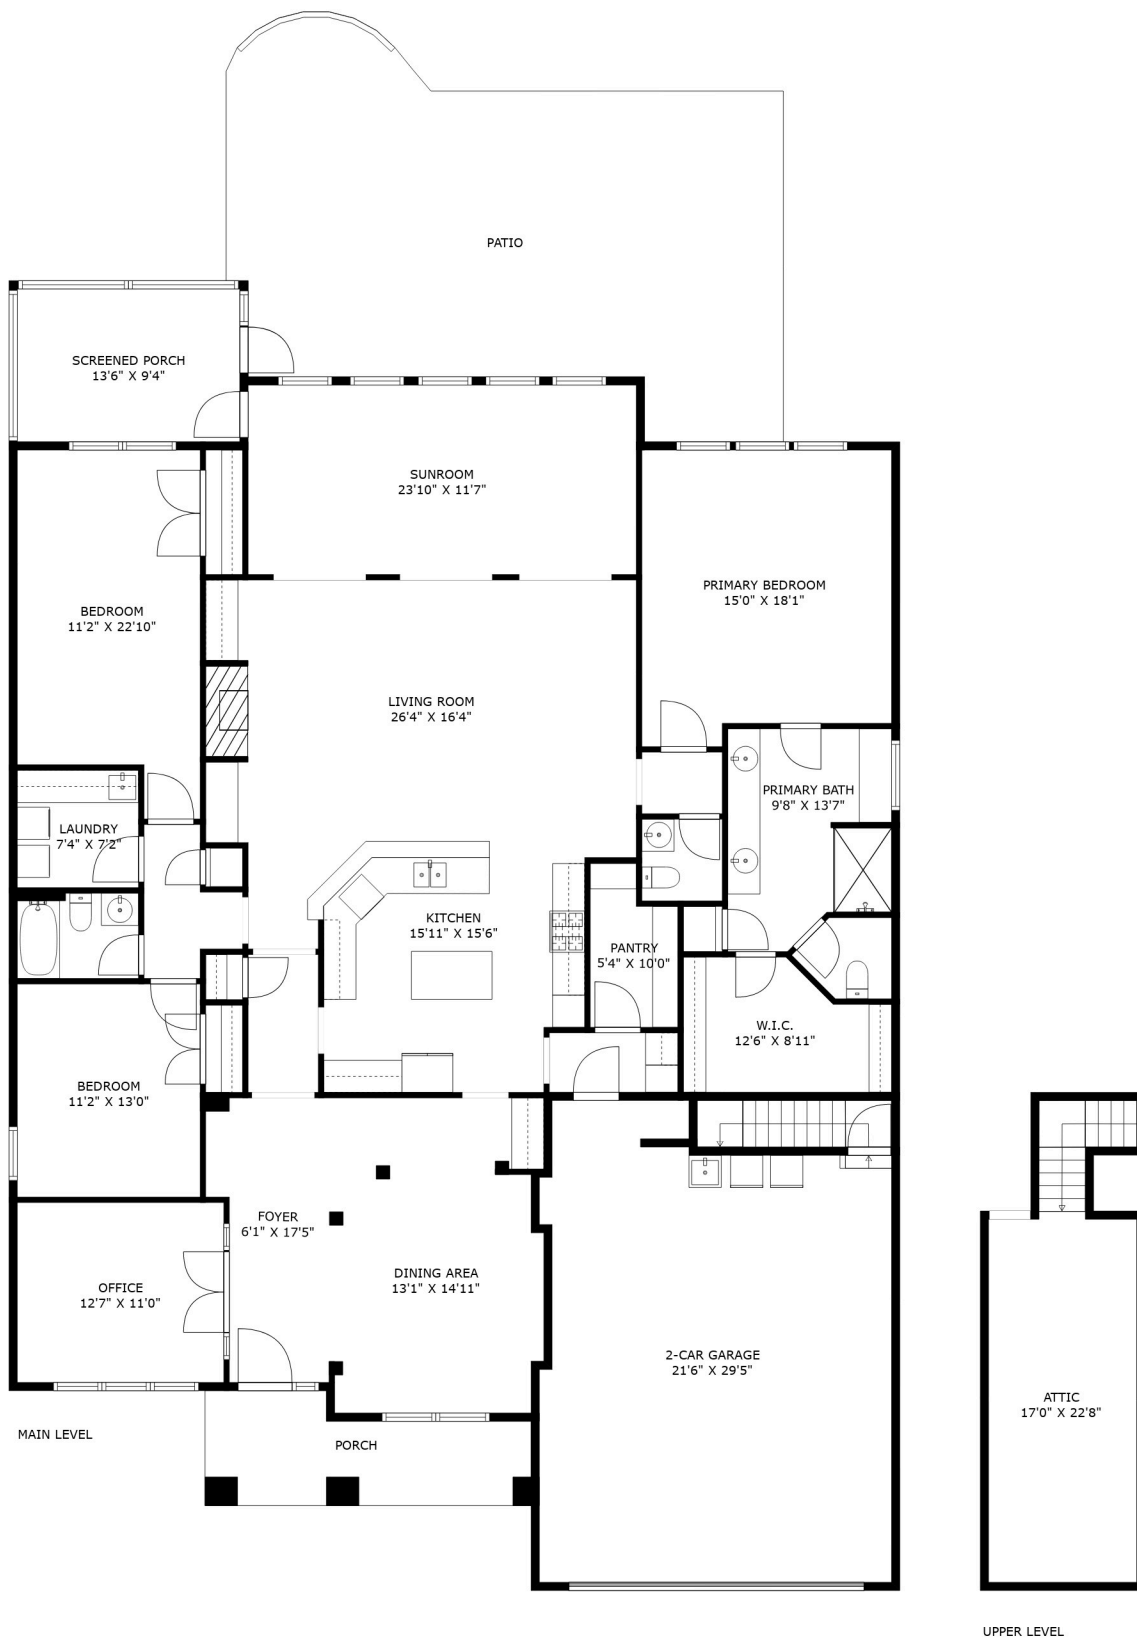 PATIO
SCREENED PORCH
13'6" X 9'4"
SUNROOM
23'10" X 11'7"
PRIMARY BEDROOM
15'0" X 18'1"
BEDROOM
11'2" X 22'10"
LIVING ROOM
26'4" X 16'4"
PRIMARY BATH
9'8" X 13'7"
LAUNDRY
7'4" X 7'2"
KITCHEN
15'11" X 15'6"
PANTRY
5'4" X 10'0"
W.I.C.
12'6" X 8'11"
BEDROOM
11'2" X 13'0"
FOYER
6'1" X 17'5"
DINING AREA
13'1" X 14'11"
OFFICE
12'7" X 11'0"
2-CAR GARAGE
21'6" X 29'5"
ATTIC
17'0" X 22'8"
MAIN LEVEL
PORCH
UPPER LEVEL